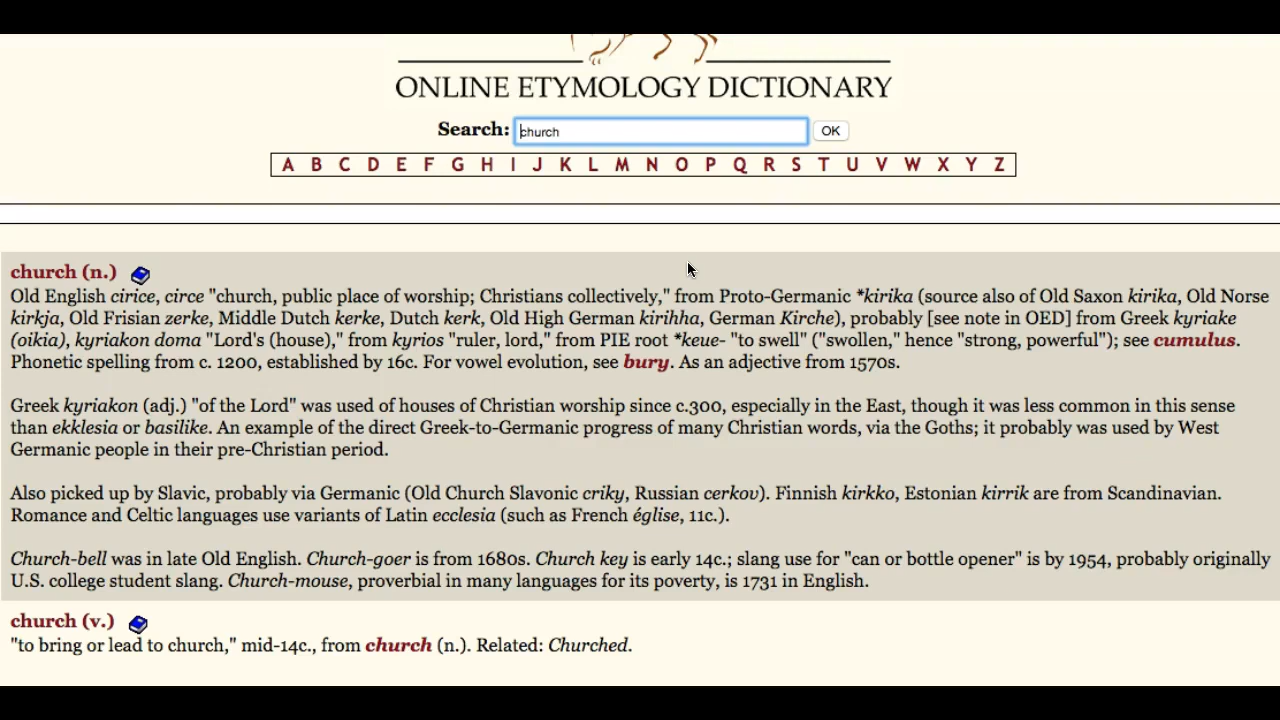 ONLINE ETYMOLOGY DICTIONARY
Search: church OK
A B C D E F G H I J K L M N O P Q R S T U V W X Y Z
church (n.)
Old English cirice, circe "church, public place of worship; Christians collectively," from Proto-Germanic *kirika (source also of Old Saxon kirika, Old Norse
kirkja, Old Frisian zerke, Middle Dutch kerke, Dutch kerk, Old High German kirihha, German Kirche), probably [see note in OED] from Greek kyriake
(oikia), kyriakon doma "Lord's (house)," from kyrios "ruler, lord," from PIE root *keue- "to swell" ("swollen," hence "strong, powerful"); see cumulus.
Phonetic spelling from c. 1200, established by 16c. For vowel evolution, see bury. As an adjective from 1570s.
Greek kyriakon (adj.) "of the Lord" was used of houses of Christian worship since c.300, especially in the East, though it was less common in this sense
than ekklesia or basilike. An example of the direct Greek-to-Germanic progress of many Christian words, via the Goths; it probably was used by West
Germanic people in their pre-Christian period.
Also picked up by Slavic, probably via Germanic (Old Church Slavonic criky, Russian cerkov). Finnish kirkko, Estonian kirrik are from Scandinavian.
Romance and Celtic languages use variants of Latin ecclesia (such as French église, 11c.).
Church-bell was in late Old English. Church-goer is from 1680s. Church key is early 14c.; slang use for "can or bottle opener" is by 1954, probably originally
U.S. college student slang. Church-mouse, proverbial in many languages for its poverty, is 1731 in English.
church (v.)
"to bring or lead to church," mid-14c., from church (n.). Related: Churched.